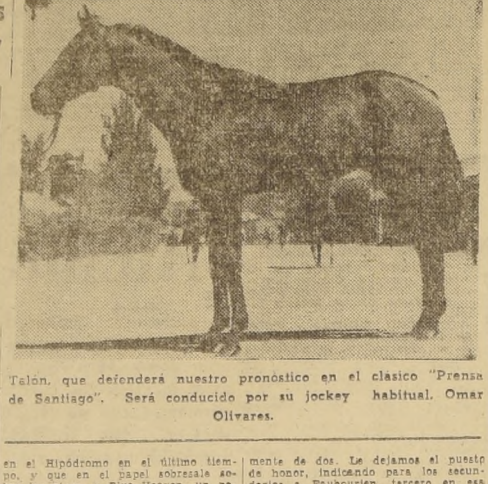 Talón, que defenderá nuestro pronóstico en el clásico "Prensa
de Santiago". Será conducido por su jockey habitual, Omar
Olivares.
en el Hipódromo en el último tiem-
po, y que en el papel sobresale so-
mente de dos. Le dejamos el puesto
de honor, indicando para los secun-